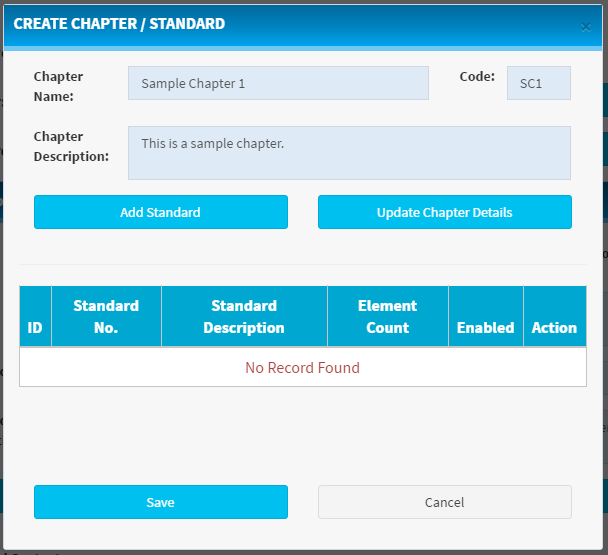 CREATE CHAPTER / STANDARD
×
Chapter Name:
Sample Chapter 1
Code:
SC1
Chapter Description:
This is a sample chapter.
Add Standard
Update Chapter Details
ID
Standard No.
Standard Description
Element Count
Enabled
Action
No Record Found
Save
Cancel